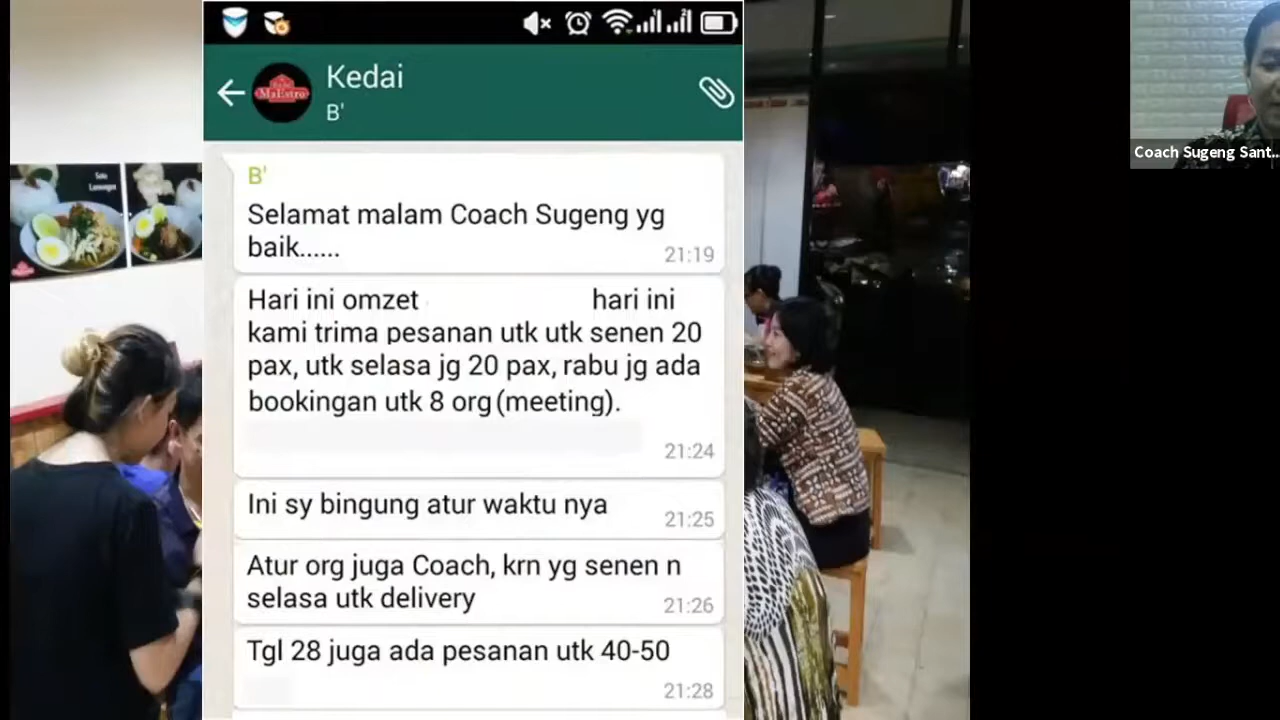 Kedai
B'
MaEstro
B'
Selamat malam Coach Sugeng yg
baik......
21:19
Hari ini omzet hari ini
kami trima pesanan utk utk senen 20
pax, utk selasa jg 20 pax, rabu jg ada
bookingan utk 8 org (meeting).
21:24
Ini sy bingung atur waktu nya
21:25
Atur org juga Coach, krn yg senen n
selasa utk delivery
21:26
Tgl 28 juga ada pesanan utk 40-50
21:28
Coach Sugeng Sant...